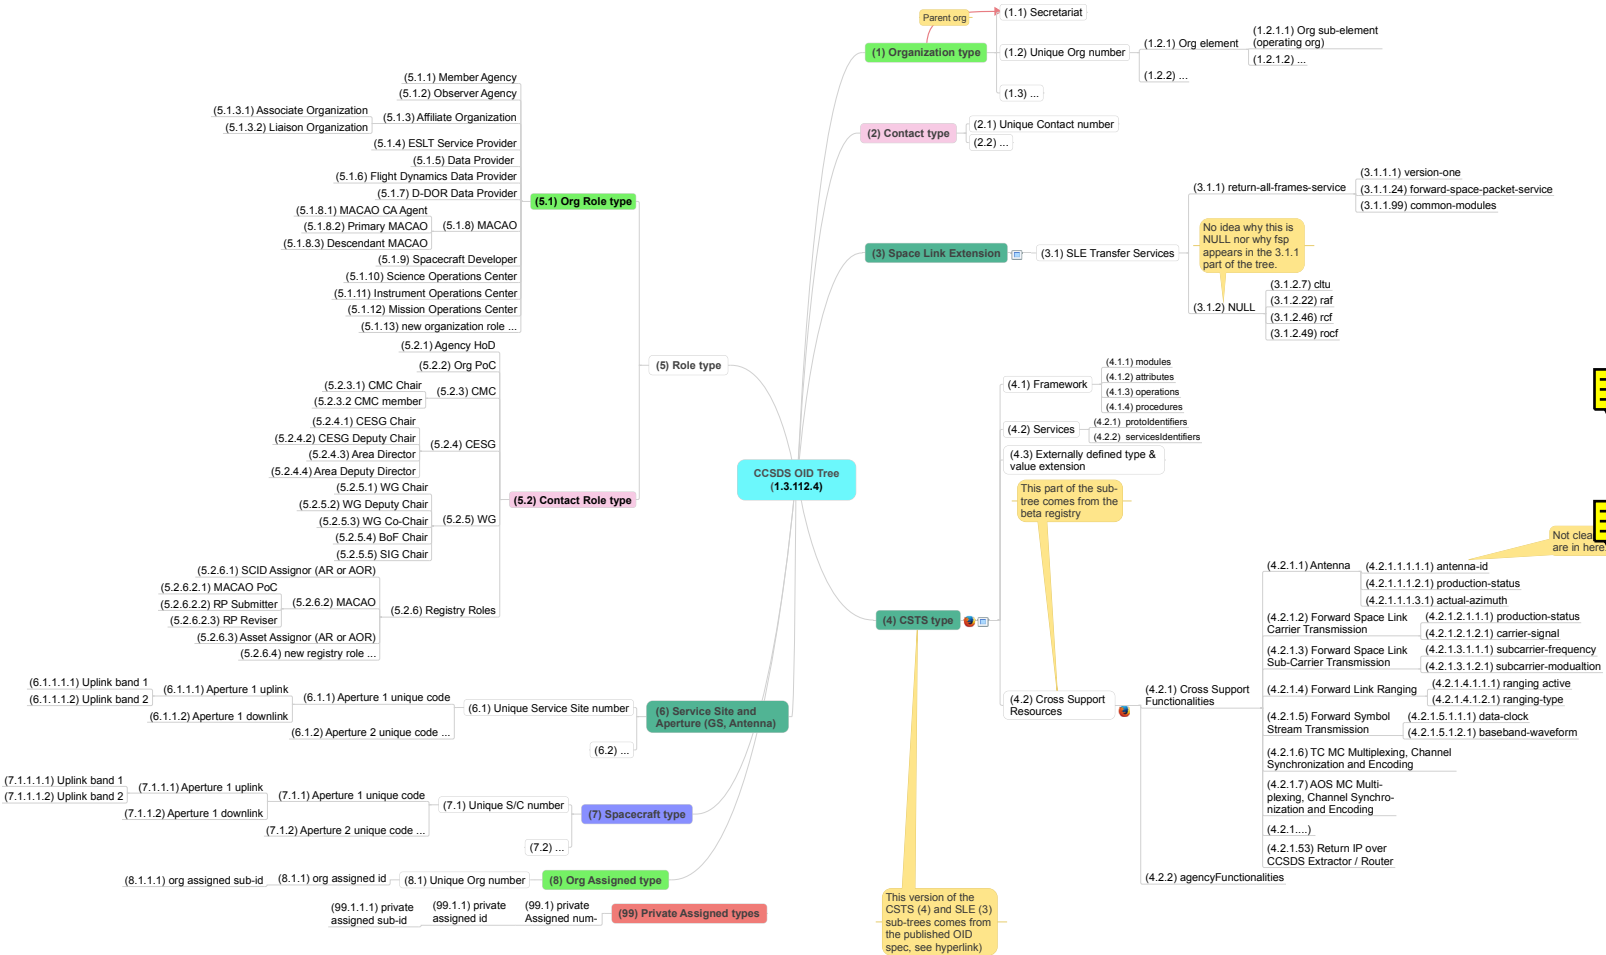 CCSDS OID Tree
(1.3.112.4)
Parent org
(1) Organization type
(1.1) Secretariat
(1.2) Unique Org number
(1.2.1) Org element
(1.2.1.1) Org sub-element
(operating org)
(1.2.1.2) ...
(1.2.2) ...
(1.3) ...
(2) Contact type
(2.1) Unique Contact number
(2.2) ...
(3) Space Link Extension
(3.1) SLE Transfer Services
(3.1.1) return-all-frames-service
(3.1.1.1) version-one
(3.1.1.24) forward-space-packet-service
(3.1.1.99) common-modules
No idea why this is
NULL nor why fsp
appears in the 3.1.1
part of the tree.
(3.1.2) NULL
(3.1.2.7) cltu
(3.1.2.22) raf
(3.1.2.46) rcf
(3.1.2.49) rocf
(4) CSTS type
(4.1) Framework
(4.1.1) modules
(4.1.2) attributes
(4.1.3) operations
(4.1.4) procedures
(4.2) Services
(4.2.1) protoIdentifiers
(4.2.2) servicesIdentifiers
(4.3) Externally defined type &
value extension
This part of the sub-
tree comes from the
beta registry
(4.2) Cross Support
Resources
(4.2.1) Cross Support
Functionalities
Not clea
are in here
(4.2.1.1) Antenna
(4.2.1.1.1.1.1) antenna-id
(4.2.1.1.1.2.1) production-status
(4.2.1.1.1.3.1) actual-azimuth
(4.2.1.2) Forward Space Link
Carrier Transmission
(4.2.1.2.1.1.1) production-status
(4.2.1.2.1.2.1) carrier-signal
(4.2.1.3) Forward Space Link
Sub-Carrier Transmission
(4.2.1.3.1.1.1) subcarrier-frequency
(4.2.1.3.1.2.1) subcarrier-modualtion
(4.2.1.4) Forward Link Ranging
(4.2.1.4.1.1.1) ranging active
(4.2.1.4.1.2.1) ranging-type
(4.2.1.5) Forward Symbol
Stream Transmission
(4.2.1.5.1.1.1) data-clock
(4.2.1.5.1.2.1) baseband-waveform
(4.2.1.6) TC MC Multiplexing, Channel
Synchronization and Encoding
(4.2.1.7) AOS MC Multi-
plexing, Channel Synchro-
nization and Encoding
(4.2.1....)
(4.2.1.53) Return IP over
CCSDS Extractor / Router
(4.2.2) agencyFunctionalities
This version of the
CSTS (4) and SLE (3)
sub-trees comes from
the published OID
spec, see hyperlink)
(5) Role type
(5.1) Org Role type
(5.1.1) Member Agency
(5.1.2) Observer Agency
(5.1.3) Affiliate Organization
(5.1.3.1) Associate Organization
(5.1.3.2) Liaison Organization
(5.1.4) ESLT Service Provider
(5.1.5) Data Provider
(5.1.6) Flight Dynamics Data Provider
(5.1.7) D-DOR Data Provider
(5.1.8) MACAO
(5.1.8.1) MACAO CA Agent
(5.1.8.2) Primary MACAO
(5.1.8.3) Descendant MACAO
(5.1.9) Spacecraft Developer
(5.1.10) Science Operations Center
(5.1.11) Instrument Operations Center
(5.1.12) Mission Operations Center
(5.1.13) new organization role ...
(5.2) Contact Role type
(5.2.1) Agency HoD
(5.2.2) Org PoC
(5.2.3) CMC
(5.2.3.1) CMC Chair
(5.2.3.2 CMC member
(5.2.4) CESG
(5.2.4.1) CESG Chair
(5.2.4.2) CESG Deputy Chair
(5.2.4.3) Area Director
(5.2.4.4) Area Deputy Director
(5.2.5) WG
(5.2.5.1) WG Chair
(5.2.5.2) WG Deputy Chair
(5.2.5.3) WG Co-Chair
(5.2.5.4) BoF Chair
(5.2.5.5) SIG Chair
(5.2.6) Registry Roles
(5.2.6.1) SCID Assignor (AR or AOR)
(5.2.6.2) MACAO
(5.2.6.2.1) MACAO PoC
(5.2.6.2.2) RP Submitter
(5.2.6.2.3) RP Reviser
(5.2.6.3) Asset Assignor (AR or AOR)
(5.2.6.4) new registry role ...
(6) Service Site and
Aperture (GS, Antenna)
(6.1) Unique Service Site number
(6.1.1) Aperture 1 unique code
(6.1.1.1) Aperture 1 uplink
(6.1.1.1.1) Uplink band 1
(6.1.1.1.2) Uplink band 2
(6.1.1.2) Aperture 1 downlink
(6.1.2) Aperture 2 unique code ...
(6.2) ...
(7) Spacecraft type
(7.1) Unique S/C number
(7.1.1) Aperture 1 unique code
(7.1.1.1) Aperture 1 uplink
(7.1.1.1.1) Uplink band 1
(7.1.1.1.2) Uplink band 2
(7.1.1.2) Aperture 1 downlink
(7.1.2) Aperture 2 unique code ...
(7.2) ...
(8) Org Assigned type
(8.1) Unique Org number
(8.1.1) org assigned id
(8.1.1.1) org assigned sub-id
(99) Private Assigned types
(99.1) private
Assigned num-
(99.1.1) private
assigned id
(99.1.1.1) private
assigned sub-id